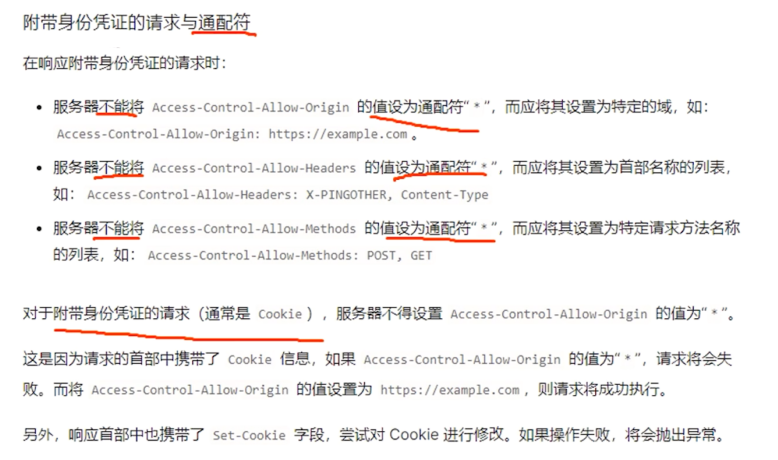 附带身份凭证的请求与通配符
在响应附带身份凭证的请求时：
• 服务器不能将 Access-Control-Allow-Origin 的值设为通配符“*”，而应将其设置为特定的域，如：
Access-Control-Allow-Origin: https://example.com。
• 服务器不能将 Access-Control-Allow-Headers 的值设为通配符“*”，而应将其设置为首部名称的列表，
如：Access-Control-Allow-Headers: X-PINGOTHER, Content-Type
• 服务器不能将 Access-Control-Allow-Methods 的值设为通配符“*”，而应将其设置为特定请求方法名称
的列表，如：Access-Control-Allow-Methods: POST, GET
对于附带身份凭证的请求（通常是 Cookie），服务器不得设置 Access-Control-Allow-Origin 的值为“*”。
这是因为请求的首部中携带了 Cookie 信息，如果 Access-Control-Allow-Origin 的值为“*”，请求将会失
败。而将 Access-Control-Allow-Origin 的值设置为 https://example.com，则请求将成功执行。
另外，响应首部中也携带了 Set-Cookie 字段，尝试对 Cookie 进行修改。如果操作失败，将会抛出异常。